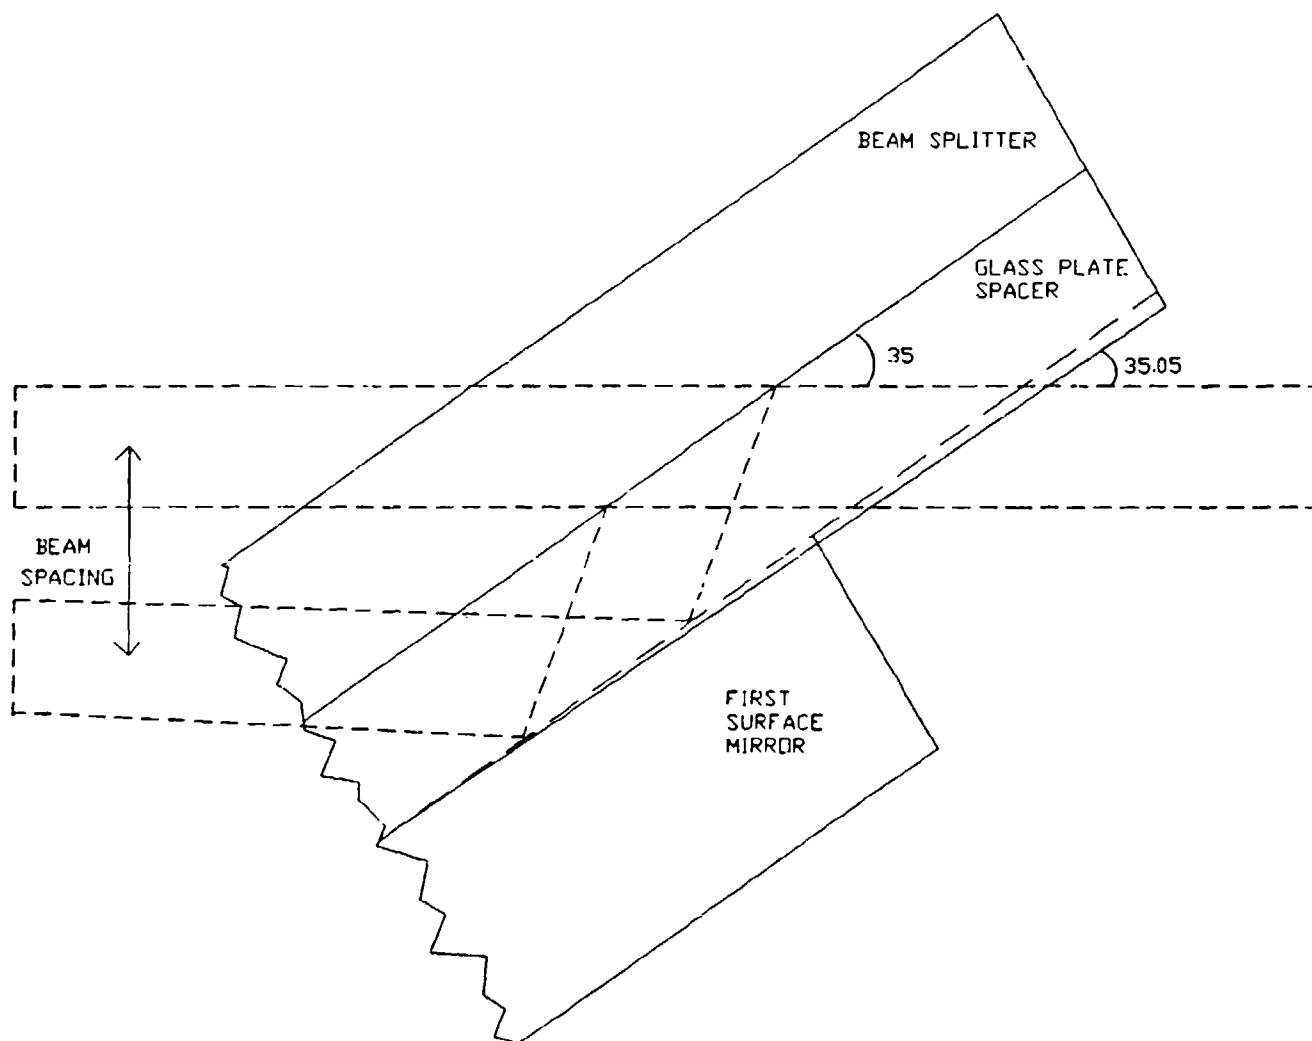 BEAM SPLITTER
GLASS PLATE
SPACER
35
35.05
BEAM
SPACING
FIRST
SURFACE
MIRROR